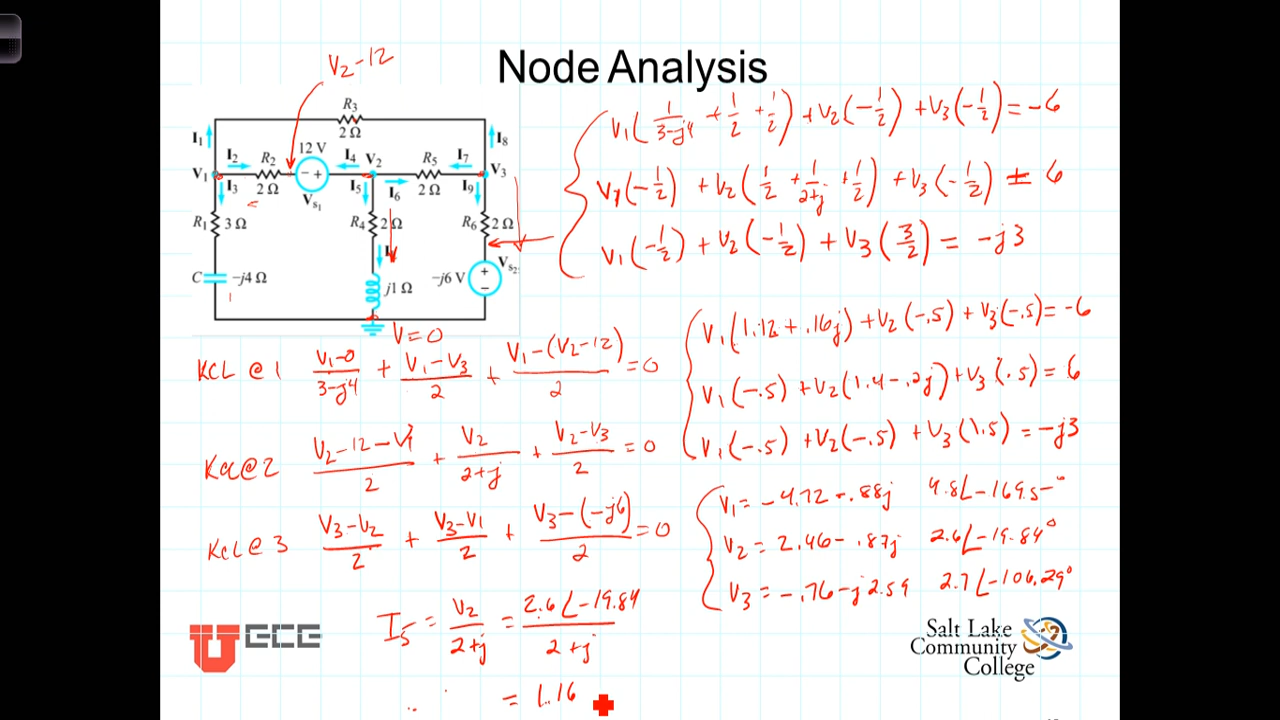 Node Analysis
V₂-12
R₃
2 Ω
I₁
I₈
I₂
R₂
12 V
I₄
V₂
R₅
I₇
V₁
V₃
I₃
2 Ω
Vs₁
I₅
I₆
2 Ω
I₉
R₁
3 Ω
R₄
2 Ω
R₆
2 Ω
C
-j4 Ω
j1 Ω
-j6 V
Vs₂
V=0
V₁(1/(3-j4) + 1/2 + 1/2) + V₂(-1/2) + V₃(-1/2) = -6
V₁(-1/2) + V₂(1/2 + 1/(2+j) + 1/2) + V₃(-1/2) = 6
V₁(-1/2) + V₂(-1/2) + V₃(3/2) = -j3
V₁(1.12 + .16j) + V₂(-.5) + V₃(-.5) = -6
V₁(-.5) + V₂(1.4 - .2j) + V₃(.5) = 6
V₁(-.5) + V₂(-.5) + V₃(1.5) = -j3
KCL @ 1 (V₁-0)/(3-j4) + (V₁-V₃)/2 + (V₁-(V₂-12))/2 = 0
KCL @ 2 (V₂-12-V₁)/2 + V₂/(2+j) + (V₂-V₃)/2 = 0
KCL @ 3 (V₃-V₂)/2 + (V₃-V₁)/2 + (V₃-(-j6))/2 = 0
V₁ = -4.72 - .88j 4.8∠-169.5°
V₂ = 2.46 - .87j 2.6∠-19.84°
V₃ = -.76 - j2.59 2.7∠-106.29°
I₅ = V₂/(2+j) = 2.6∠-19.84/(2+j)
= 1.16
U ECE
Salt Lake
Community
College